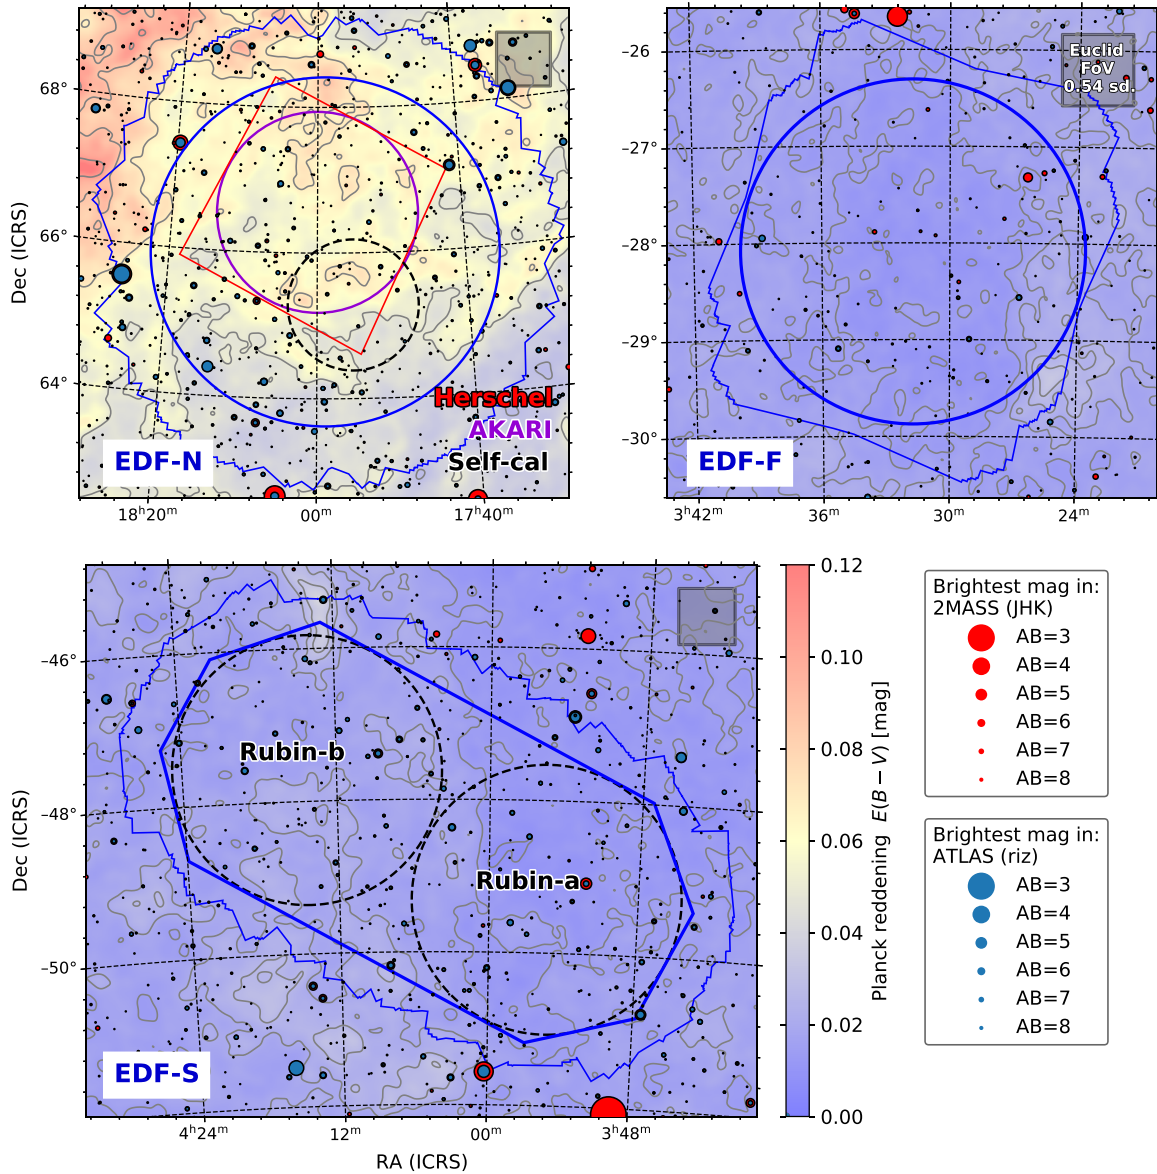 68°
66°
64°
Dec (ICRS)
Herschel
AKARI
Self-cal
EDF-N
18ʰ20ᵐ
00ᵐ
17ʰ40ᵐ
−26°
−27°
−28°
−29°
−30°
Euclid
FoV
0.54 sd.
EDF-F
3ʰ42ᵐ
36ᵐ
30ᵐ
24ᵐ
−46°
−48°
−50°
Dec (ICRS)
Rubin-b
Rubin-a
EDF-S
4ʰ24ᵐ
12ᵐ
00ᵐ
3ʰ48ᵐ
RA (ICRS)
0.12
0.10
0.08
0.06
0.04
0.02
0.00
Planck reddening E(B − V) [mag]
Brightest mag in:
2MASS (JHK)
AB=3
AB=4
AB=5
AB=6
AB=7
AB=8
Brightest mag in:
ATLAS (riz)
AB=3
AB=4
AB=5
AB=6
AB=7
AB=8